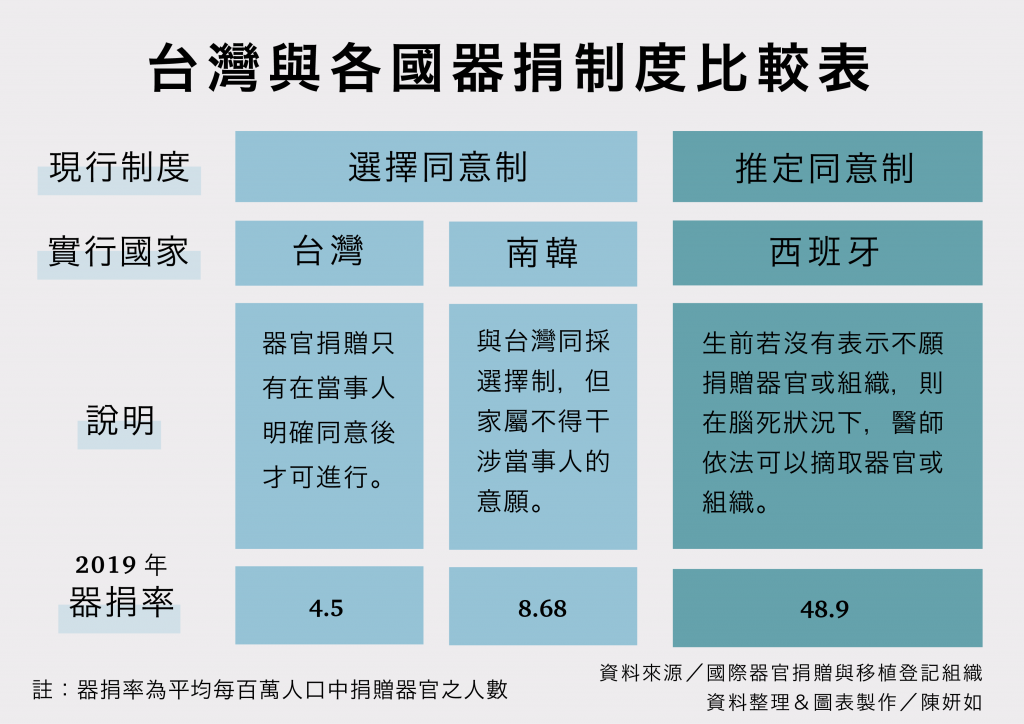 台灣與各國器捐制度比較表
現行制度
選擇同意制
推定同意制
實行國家
台灣
南韓
西班牙
說明
器官捐贈只
有在當事人
明確同意後
才可進行。
與台灣同採
選擇制，但
家屬不得干
涉當事人的
意願。
生前若沒有表示不願
捐贈器官或組織，則
在腦死狀況下，醫師
依法可以摘取器官或
組織。
2019 年
器捐率
4.5
8.68
48.9
註：器捐率為平均每百萬人口中捐贈器官之人數
資料來源／國際器官捐贈與移植登記組織
資料整理＆圖表製作／陳妍如